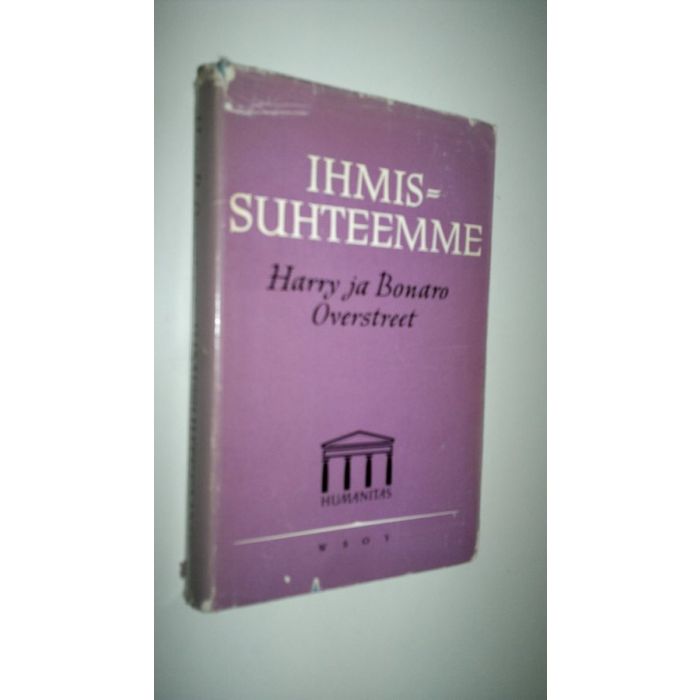 IHMIS=
SUHTEEMME
Harry ja Bonaro
Overstreet
HUMANITAS
WSOY